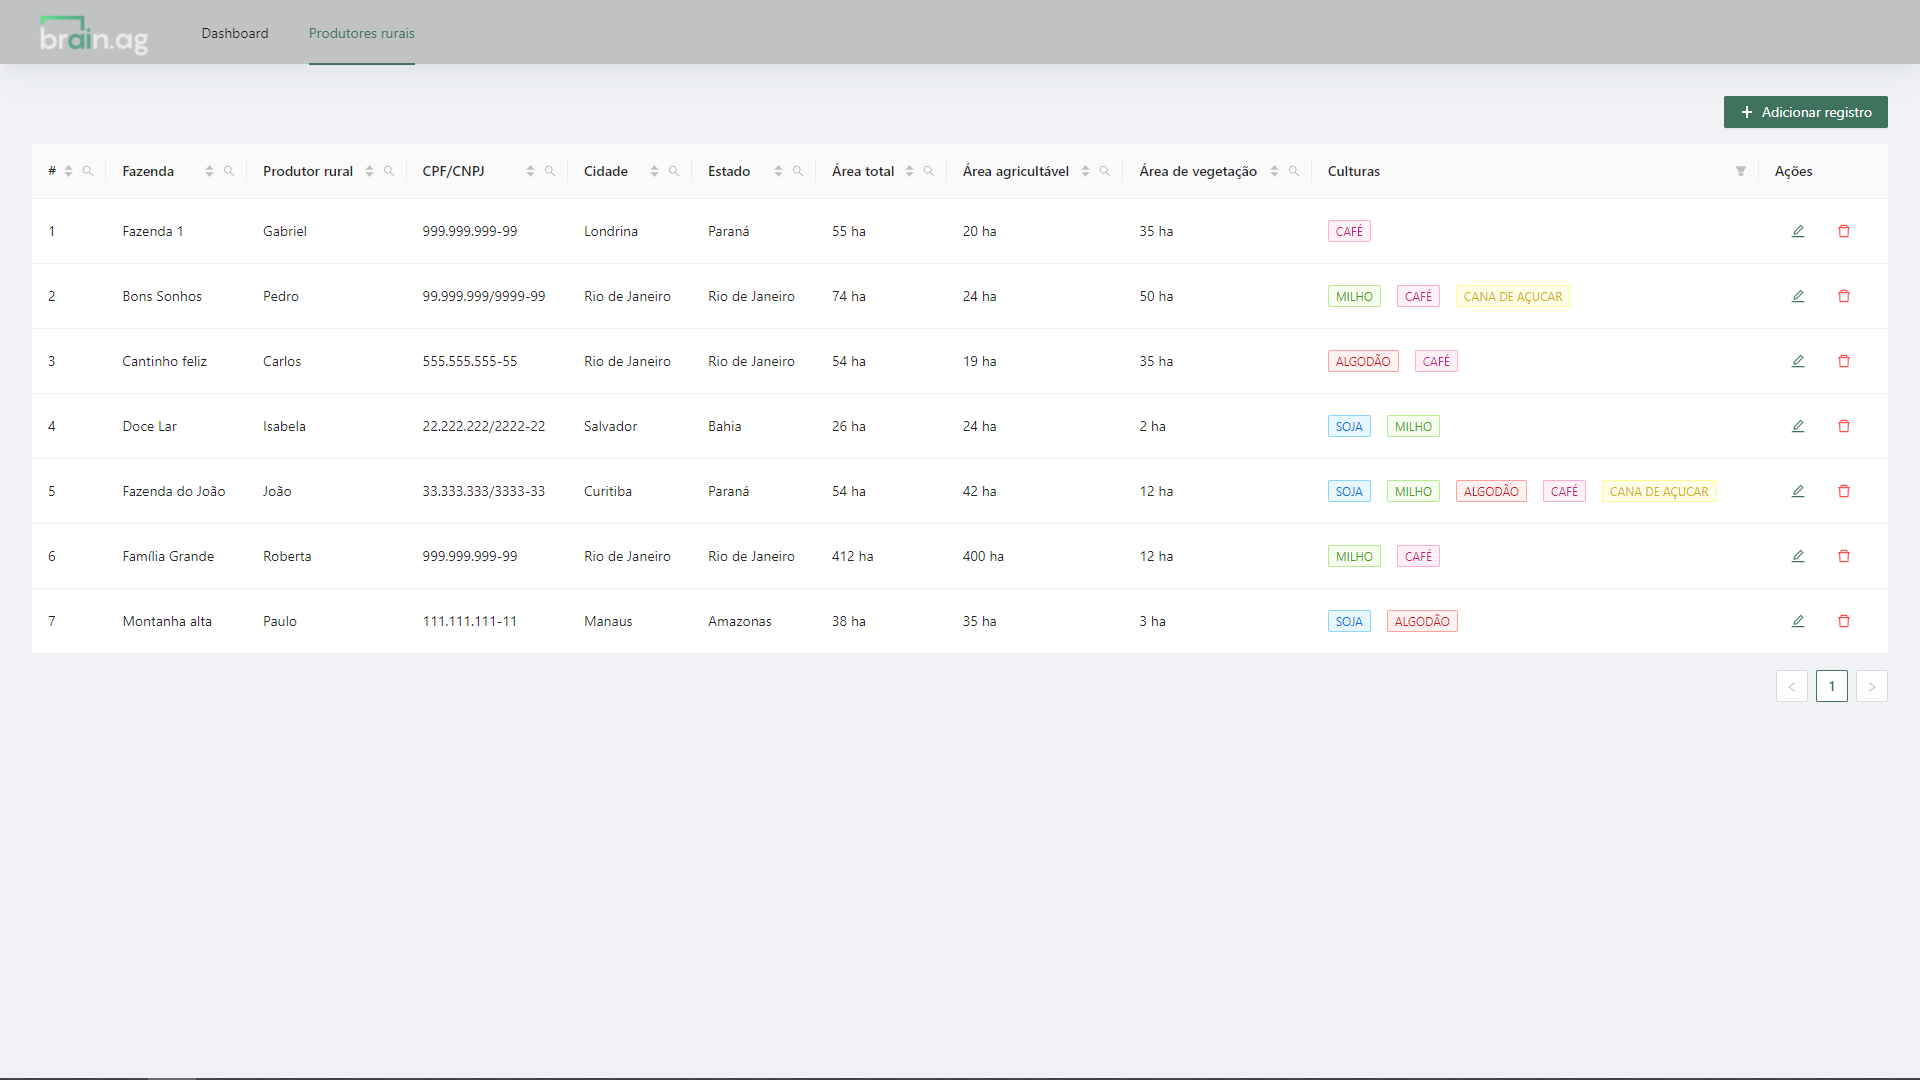 brain.ag Dashboard Produtores rurais
+ Adicionar registro
# Fazenda Produtor rural CPF/CNPJ Cidade Estado Área total Área agricultável Área de vegetação Culturas Ações
1 Fazenda 1 Gabriel 999.999.999-99 Londrina Paraná 55 ha 20 ha 35 ha CAFÉ
2 Bons Sonhos Pedro 99.999.999/9999-99 Rio de Janeiro Rio de Janeiro 74 ha 24 ha 50 ha MILHO CAFÉ CANA DE AÇUCAR
3 Cantinho feliz Carlos 555.555.555-55 Rio de Janeiro Rio de Janeiro 54 ha 19 ha 35 ha ALGODÃO CAFÉ
4 Doce Lar Isabela 22.222.222/2222-22 Salvador Bahia 26 ha 24 ha 2 ha SOJA MILHO
5 Fazenda do João João 33.333.333/3333-33 Curitiba Paraná 54 ha 42 ha 12 ha SOJA MILHO ALGODÃO CAFÉ CANA DE AÇUCAR
6 Família Grande Roberta 999.999.999-99 Rio de Janeiro Rio de Janeiro 412 ha 400 ha 12 ha MILHO CAFÉ
7 Montanha alta Paulo 111.111.111-11 Manaus Amazonas 38 ha 35 ha 3 ha SOJA ALGODÃO
< 1 >